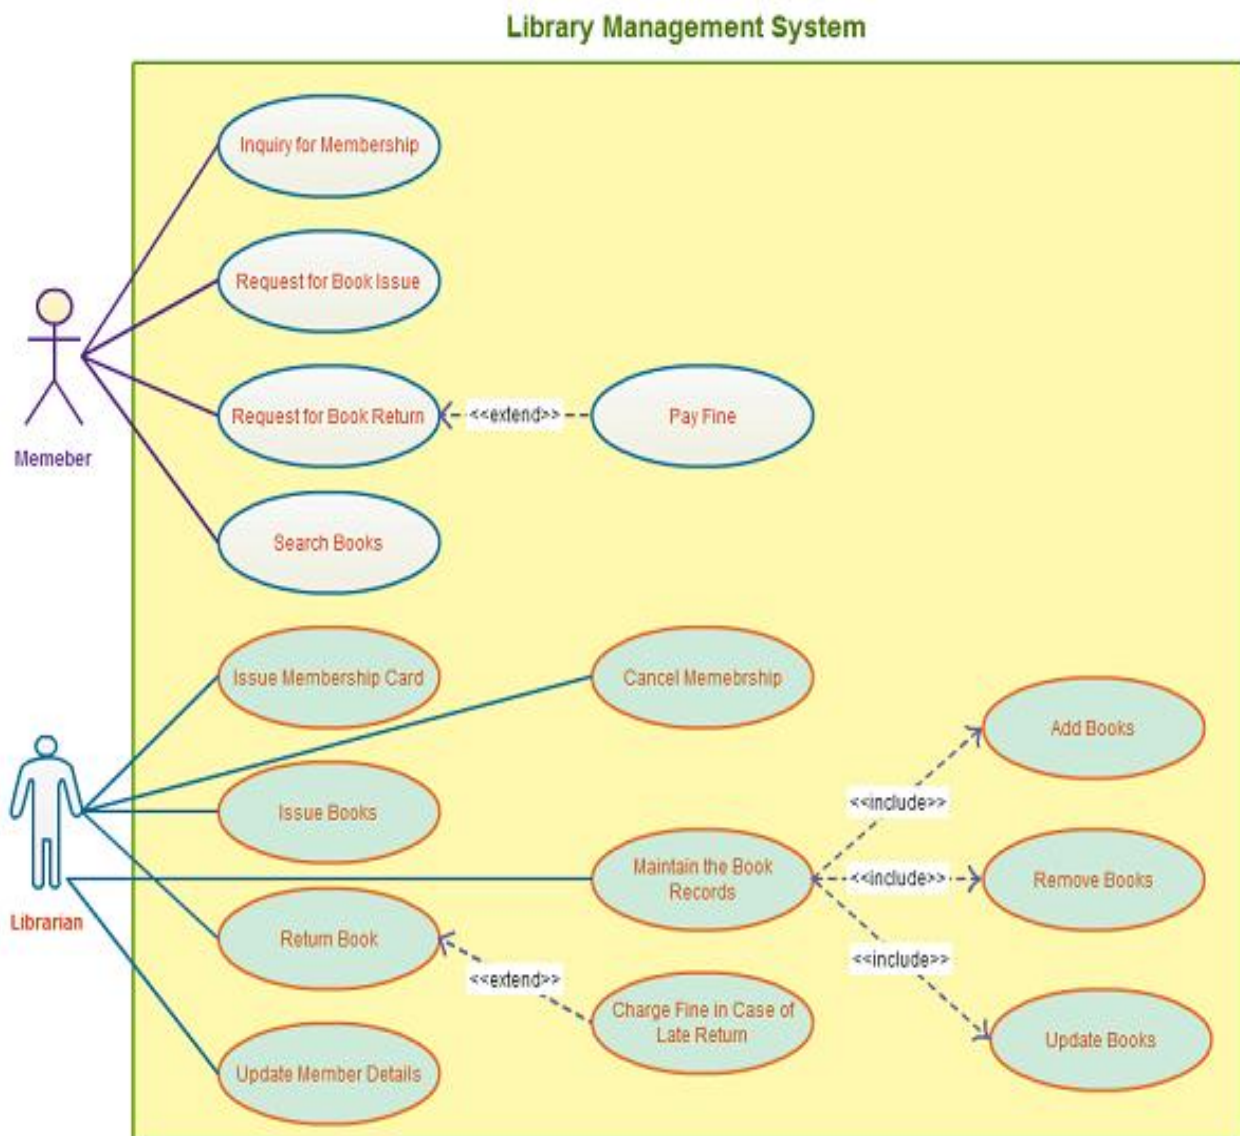 Library Management System
Inquiry for Membership
Request for Book Issue
Request for Book Return
<<extend>>
Pay Fine
Memeber
Search Books
Issue Membership Card
Cancel Memebrship
Add Books
<<include>>
Issue Books
Maintain the Book
Records
<<include>>
Remove Books
Librarian
Return Book
<<include>>
<<extend>>
Charge Fine in Case of
Late Return
Update Books
Update Member Details